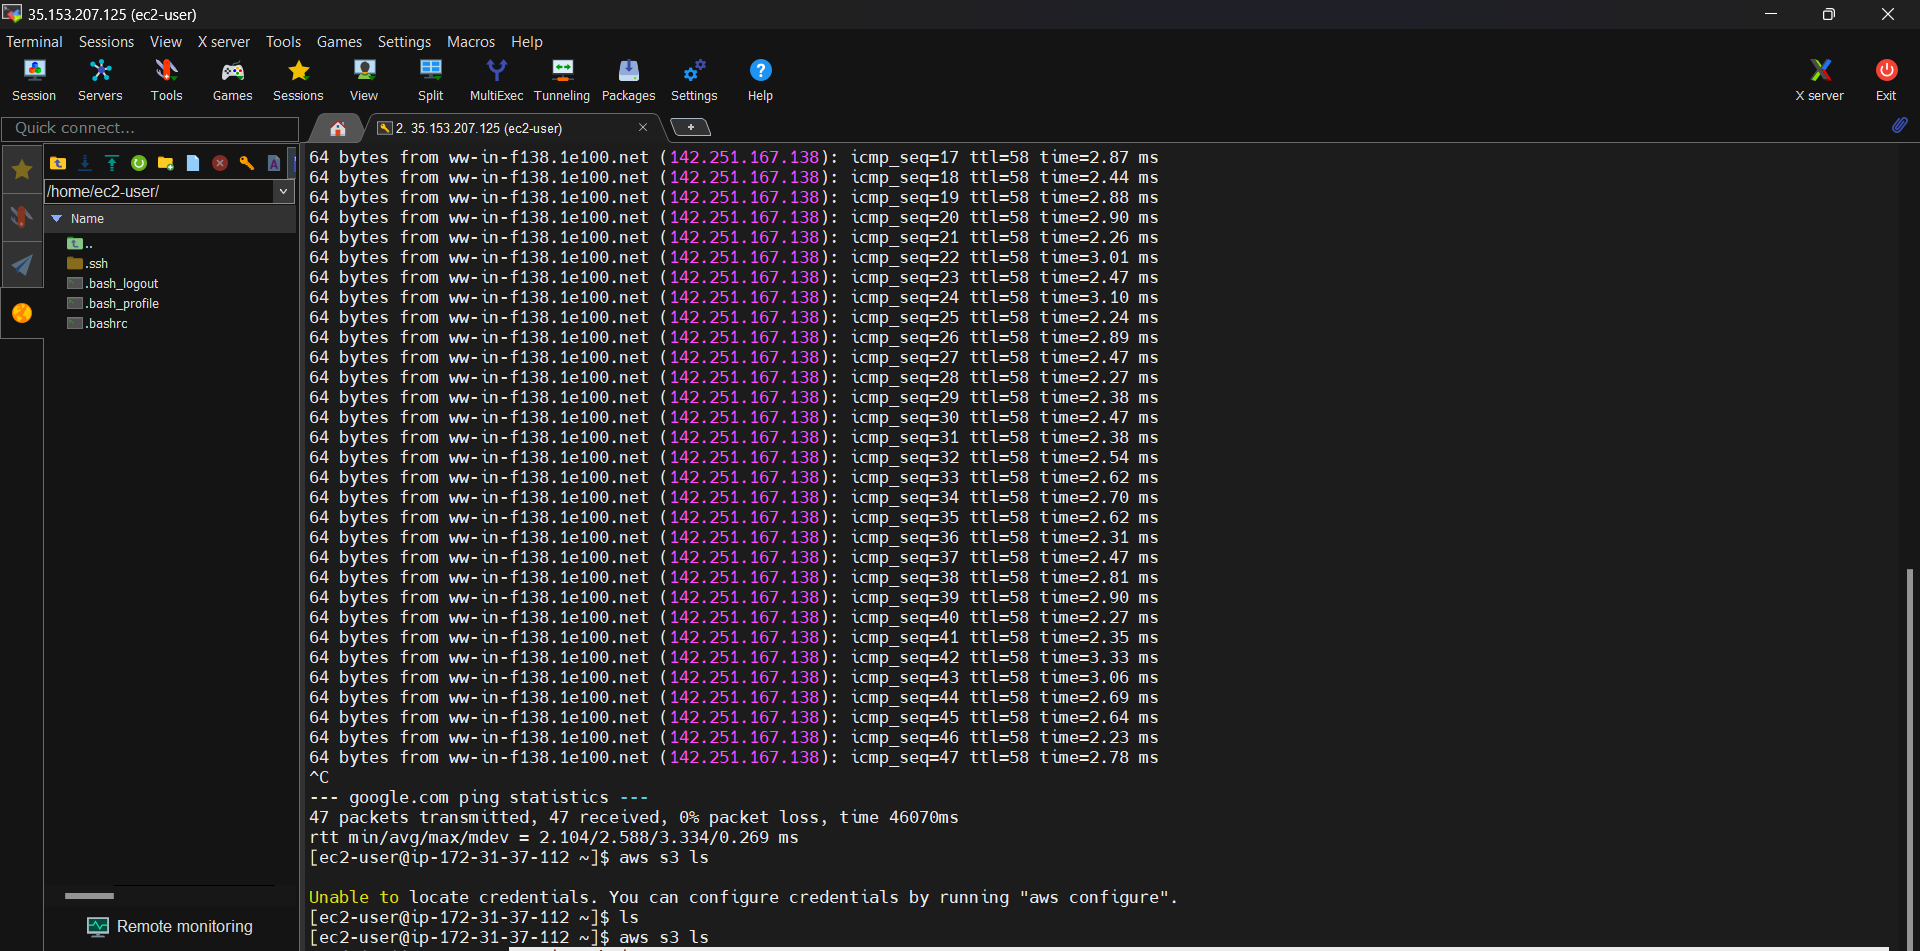 35.153.207.125 (ec2-user)
Terminal Sessions View X server Tools Games Settings Macros Help
Session Servers Tools Games Sessions View Split MultiExec Tunneling Packages Settings Help X server Exit
Quick connect...
2. 35.153.207.125 (ec2-user)
/home/ec2-user/
Name
..
.ssh
.bash_logout
.bash_profile
.bashrc
Remote monitoring
64 bytes from ww-in-f138.1e100.net (142.251.167.138): icmp_seq=17 ttl=58 time=2.87 ms
64 bytes from ww-in-f138.1e100.net (142.251.167.138): icmp_seq=18 ttl=58 time=2.44 ms
64 bytes from ww-in-f138.1e100.net (142.251.167.138): icmp_seq=19 ttl=58 time=2.88 ms
64 bytes from ww-in-f138.1e100.net (142.251.167.138): icmp_seq=20 ttl=58 time=2.90 ms
64 bytes from ww-in-f138.1e100.net (142.251.167.138): icmp_seq=21 ttl=58 time=2.26 ms
64 bytes from ww-in-f138.1e100.net (142.251.167.138): icmp_seq=22 ttl=58 time=3.01 ms
64 bytes from ww-in-f138.1e100.net (142.251.167.138): icmp_seq=23 ttl=58 time=2.47 ms
64 bytes from ww-in-f138.1e100.net (142.251.167.138): icmp_seq=24 ttl=58 time=3.10 ms
64 bytes from ww-in-f138.1e100.net (142.251.167.138): icmp_seq=25 ttl=58 time=2.24 ms
64 bytes from ww-in-f138.1e100.net (142.251.167.138): icmp_seq=26 ttl=58 time=2.89 ms
64 bytes from ww-in-f138.1e100.net (142.251.167.138): icmp_seq=27 ttl=58 time=2.47 ms
64 bytes from ww-in-f138.1e100.net (142.251.167.138): icmp_seq=28 ttl=58 time=2.27 ms
64 bytes from ww-in-f138.1e100.net (142.251.167.138): icmp_seq=29 ttl=58 time=2.38 ms
64 bytes from ww-in-f138.1e100.net (142.251.167.138): icmp_seq=30 ttl=58 time=2.47 ms
64 bytes from ww-in-f138.1e100.net (142.251.167.138): icmp_seq=31 ttl=58 time=2.38 ms
64 bytes from ww-in-f138.1e100.net (142.251.167.138): icmp_seq=32 ttl=58 time=2.54 ms
64 bytes from ww-in-f138.1e100.net (142.251.167.138): icmp_seq=33 ttl=58 time=2.62 ms
64 bytes from ww-in-f138.1e100.net (142.251.167.138): icmp_seq=34 ttl=58 time=2.70 ms
64 bytes from ww-in-f138.1e100.net (142.251.167.138): icmp_seq=35 ttl=58 time=2.62 ms
64 bytes from ww-in-f138.1e100.net (142.251.167.138): icmp_seq=36 ttl=58 time=2.31 ms
64 bytes from ww-in-f138.1e100.net (142.251.167.138): icmp_seq=37 ttl=58 time=2.47 ms
64 bytes from ww-in-f138.1e100.net (142.251.167.138): icmp_seq=38 ttl=58 time=2.81 ms
64 bytes from ww-in-f138.1e100.net (142.251.167.138): icmp_seq=39 ttl=58 time=2.90 ms
64 bytes from ww-in-f138.1e100.net (142.251.167.138): icmp_seq=40 ttl=58 time=2.27 ms
64 bytes from ww-in-f138.1e100.net (142.251.167.138): icmp_seq=41 ttl=58 time=2.35 ms
64 bytes from ww-in-f138.1e100.net (142.251.167.138): icmp_seq=42 ttl=58 time=3.33 ms
64 bytes from ww-in-f138.1e100.net (142.251.167.138): icmp_seq=43 ttl=58 time=3.06 ms
64 bytes from ww-in-f138.1e100.net (142.251.167.138): icmp_seq=44 ttl=58 time=2.69 ms
64 bytes from ww-in-f138.1e100.net (142.251.167.138): icmp_seq=45 ttl=58 time=2.64 ms
64 bytes from ww-in-f138.1e100.net (142.251.167.138): icmp_seq=46 ttl=58 time=2.23 ms
64 bytes from ww-in-f138.1e100.net (142.251.167.138): icmp_seq=47 ttl=58 time=2.78 ms
^C
--- google.com ping statistics ---
47 packets transmitted, 47 received, 0% packet loss, time 46070ms
rtt min/avg/max/mdev = 2.104/2.588/3.334/0.269 ms
[ec2-user@ip-172-31-37-112 ~]$ aws s3 ls
Unable to locate credentials. You can configure credentials by running "aws configure".
[ec2-user@ip-172-31-37-112 ~]$ ls
[ec2-user@ip-172-31-37-112 ~]$ aws s3 ls